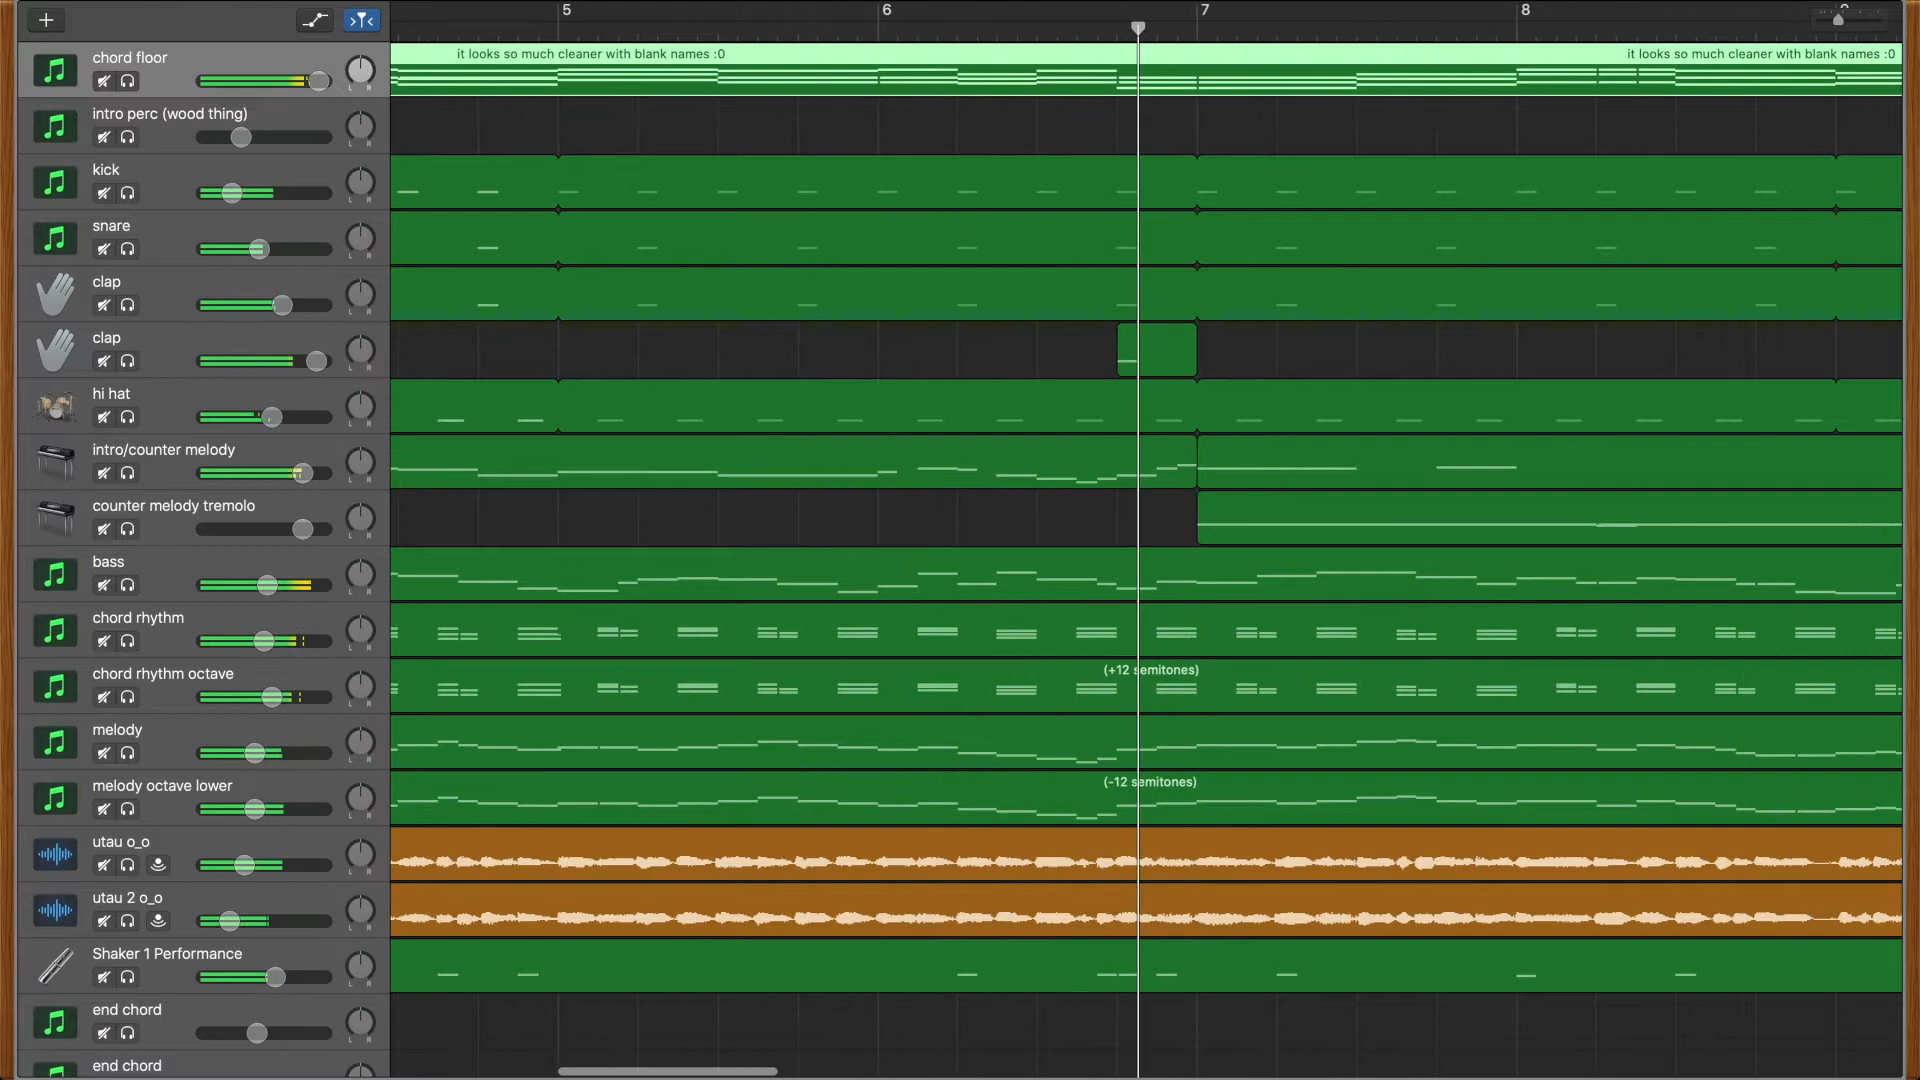 5 6 7 8
it looks so much cleaner with blank names :0 it looks so much cleaner with blank names :0
chord floor
L R
intro perc (wood thing)
L R
kick
L R
snare
L R
clap
L R
clap
L R
hi hat
L R
intro/counter melody
L R
counter melody tremolo
L R
bass
L R
chord rhythm
L R
chord rhythm octave
(+12 semitones)
L R
melody
L R
melody octave lower
(-12 semitones)
L R
utau o_o
L R
utau 2 o_o
L R
Shaker 1 Performance
L R
end chord
L R
end chord